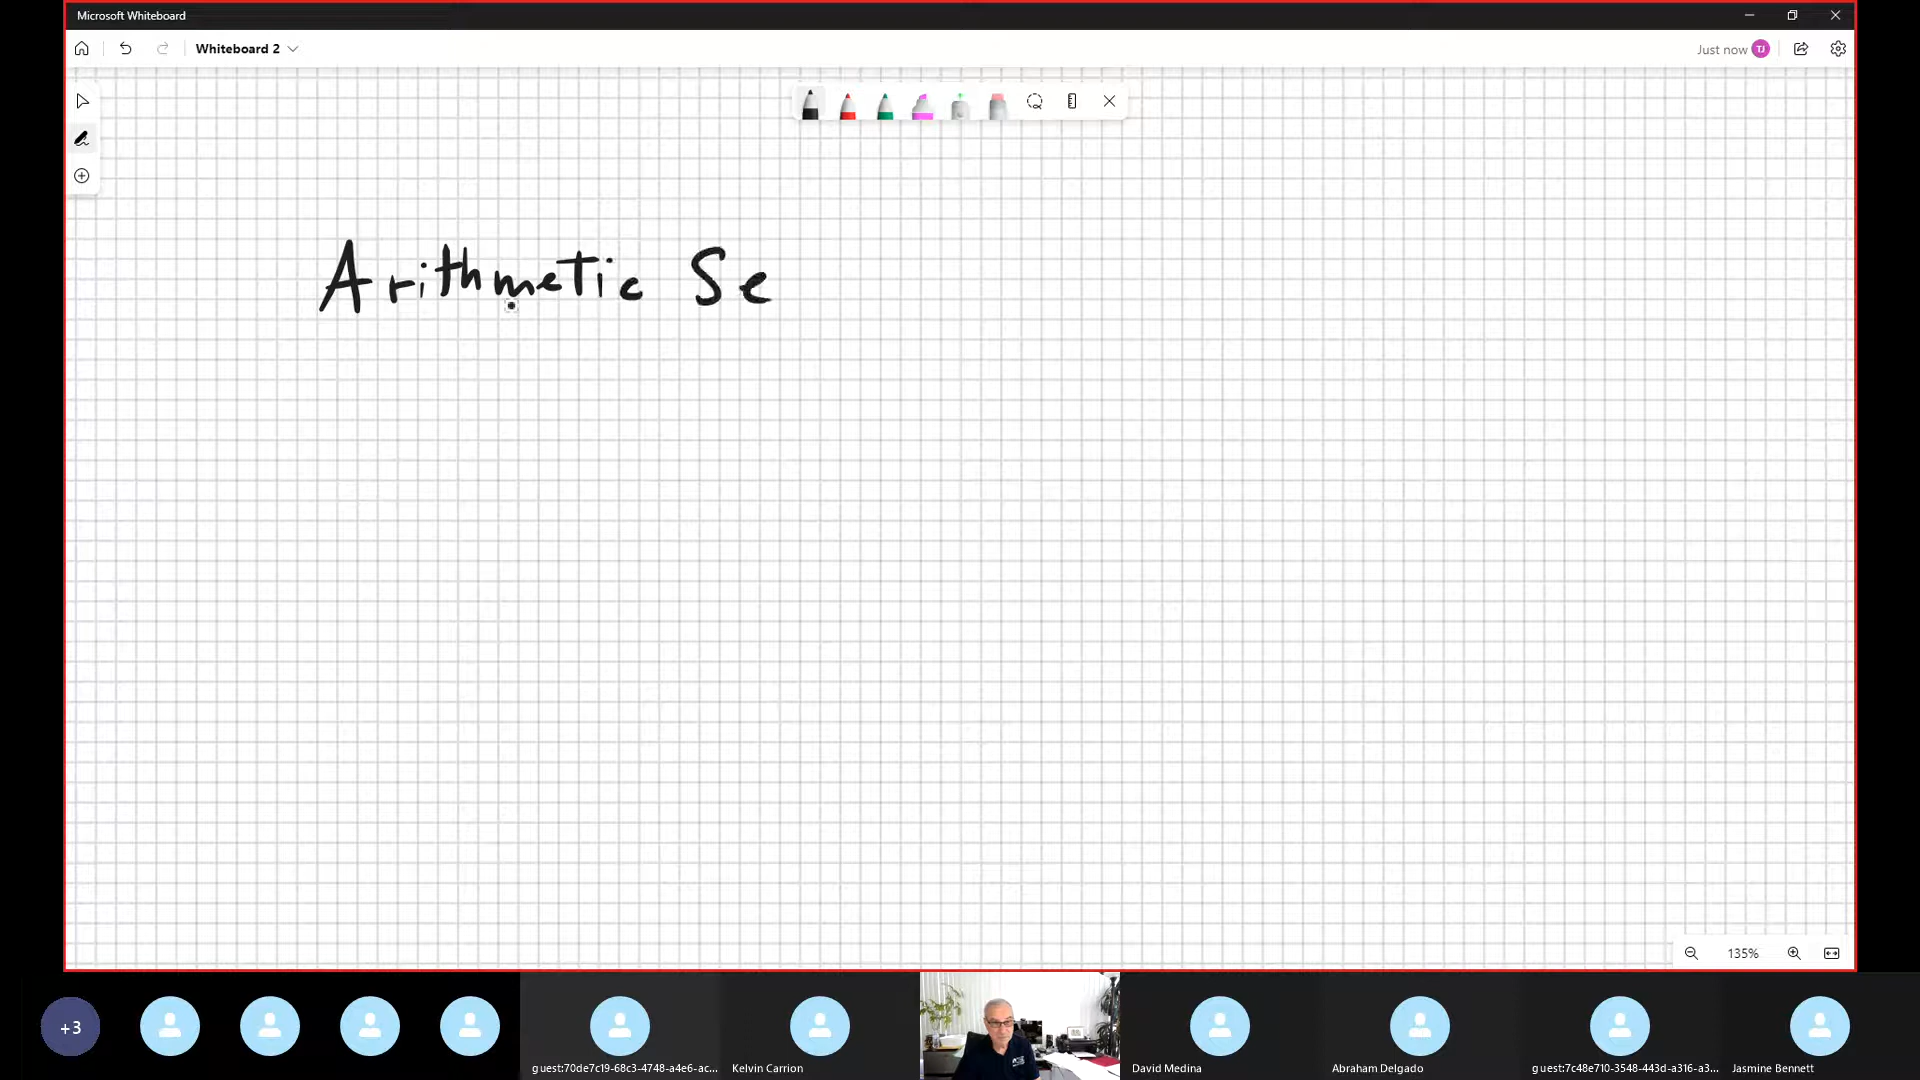 Microsoft Whiteboard
Whiteboard 2
Just now TJ
Arithmetic Se
135%
+3
guest:70de7c19-68c3-4748-a4e6-ac...
Kelvin Carrion
David Medina
Abraham Delgado
guest:7c48e710-3548-443d-a316-a3...
Jasmine Bennett